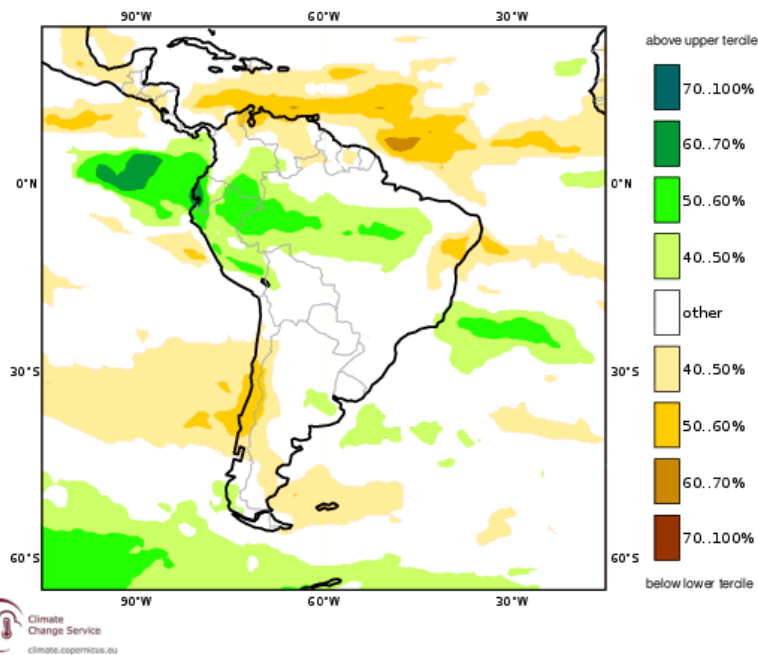 90°W 60°W 30°W
above upper tercile
70..100%
60..70%
0°N 0°N
50..60%
40..50%
other
30°S 30°S
40..50%
50..60%
60..70%
70..100%
60°S 60°S
below lower tercile
90°W 60°W 30°W
Climate
Change Service
climate.copernicus.eu